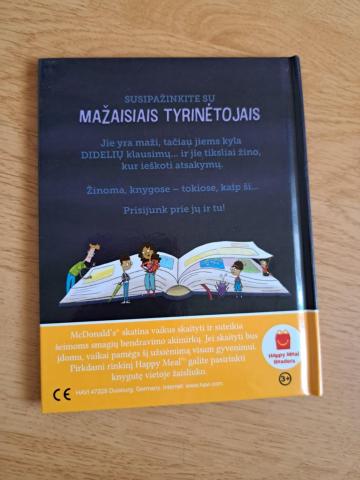 SUSIPAŽINKITE SU
MAŽAISIAIS TYRINĖTOJAIS
Jie yra maži, tačiau jiems kyla
DIDELIŲ klausimų... ir jie tiksliai žino,
kur ieškoti atsakymų.
Žinoma, knygose – tokiose, kaip ši...
Prisijunk prie jų ir tu!
McDonald's® skatina vaikus skaityti ir suteikia
šeimoms smagių bendravimo akimirkų. Jei skaityti bus
įdomu, vaikai pamėgs šį užsiėmimą visam gyvenimui.
Pirkdami rinkinį Happy Meal™ galite pasirinkti
knygutę vietoje žaisliuko.
CE HAVI 47228 Duisburg, Germany. Internet: www.havi.com
Happy Meal
Readers
3+